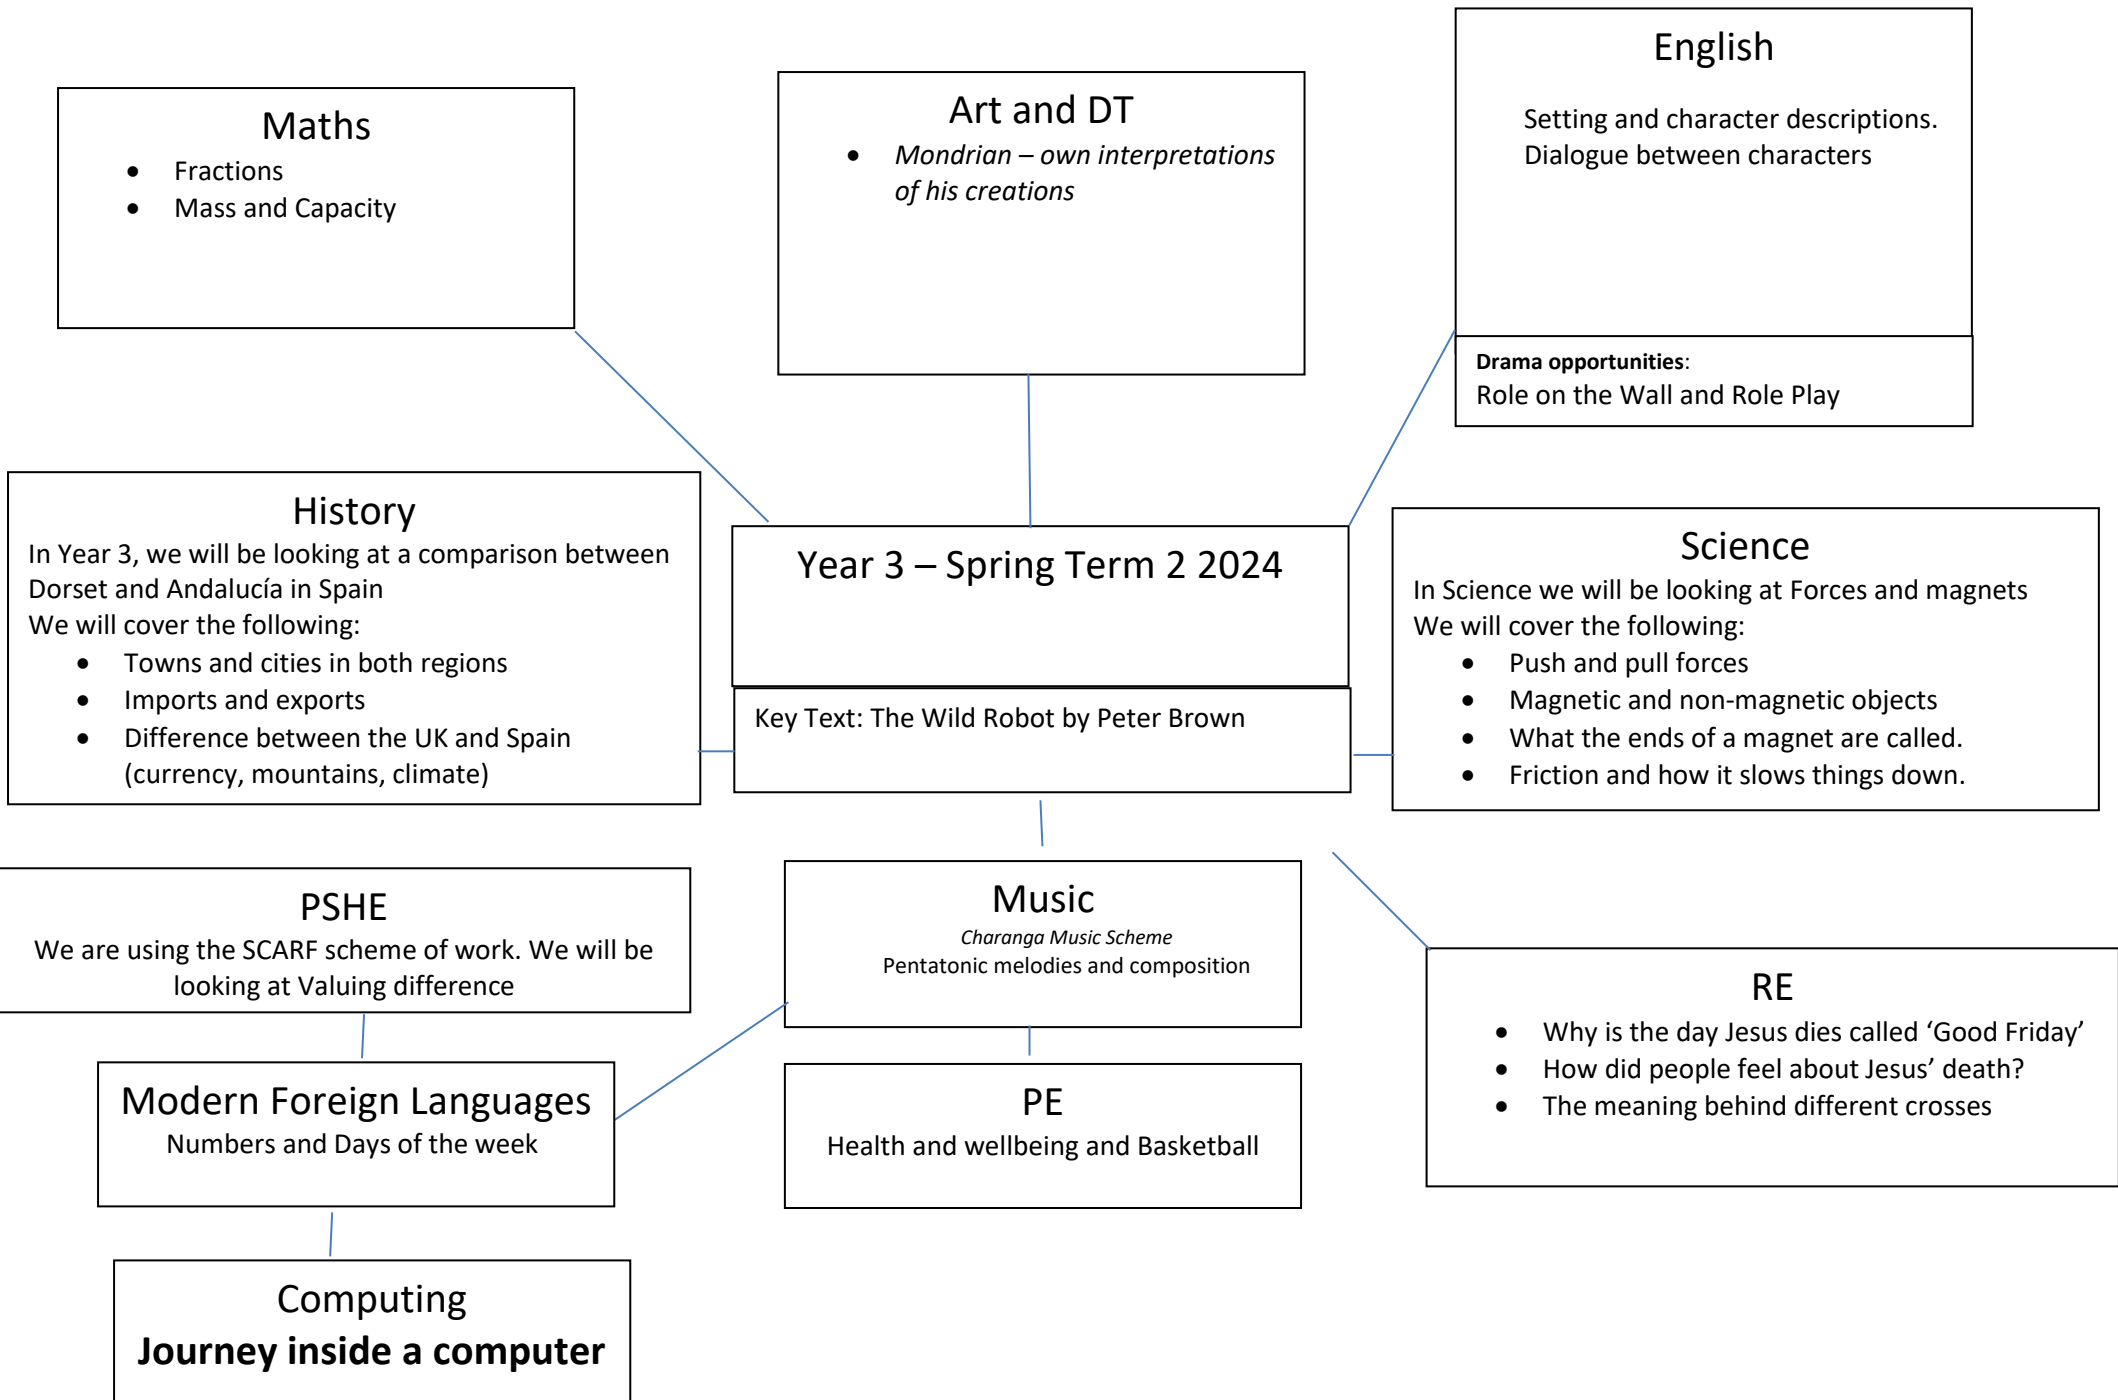 Maths
• Fractions
• Mass and Capacity
Art and DT
• Mondrian – own interpretations
of his creations
English
Setting and character descriptions.
Dialogue between characters
Drama opportunities:
Role on the Wall and Role Play
History
In Year 3, we will be looking at a comparison between
Dorset and Andalucía in Spain
We will cover the following:
• Towns and cities in both regions
• Imports and exports
• Difference between the UK and Spain
(currency, mountains, climate)
Year 3 – Spring Term 2 2024
Key Text: The Wild Robot by Peter Brown
Science
In Science we will be looking at Forces and magnets
We will cover the following:
• Push and pull forces
• Magnetic and non-magnetic objects
• What the ends of a magnet are called.
• Friction and how it slows things down.
PSHE
We are using the SCARF scheme of work. We will be
looking at Valuing difference
Music
Charanga Music Scheme
Pentatonic melodies and composition
RE
• Why is the day Jesus dies called ‘Good Friday’
• How did people feel about Jesus’ death?
• The meaning behind different crosses
Modern Foreign Languages
Numbers and Days of the week
PE
Health and wellbeing and Basketball
Computing
Journey inside a computer